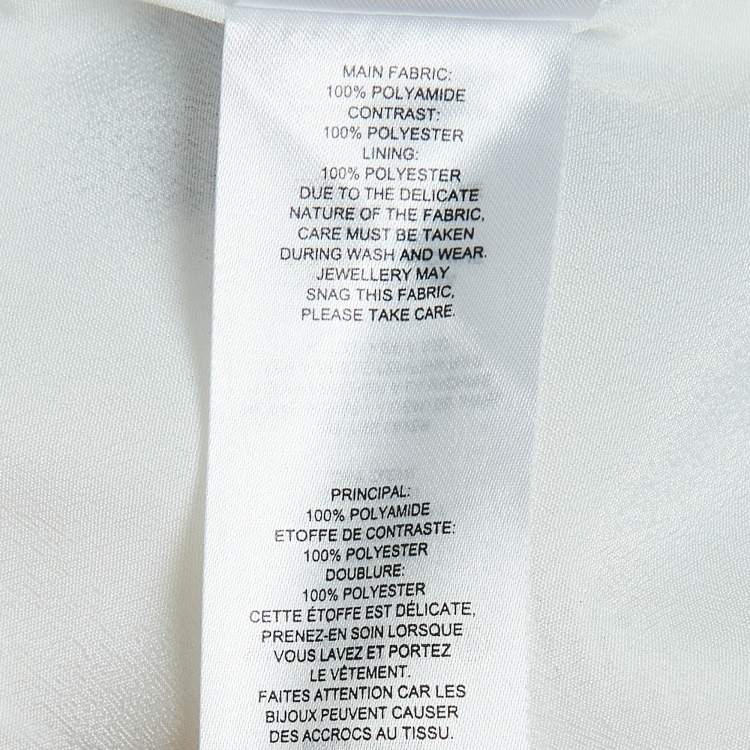 MAIN FABRIC:
100% POLYAMIDE
CONTRAST:
100% POLYESTER
LINING:
100% POLYESTER
DUE TO THE DELICATE
NATURE OF THE FABRIC,
CARE MUST BE TAKEN
DURING WASH AND WEAR.
JEWELLERY MAY
SNAG THIS FABRIC,
PLEASE TAKE CARE.
PRINCIPAL:
100% POLYAMIDE
ETOFFE DE CONTRASTE:
100% POLYESTER
DOUBLURE:
100% POLYESTER
CETTE ÉTOFFE EST DÉLICATE,
PRENEZ-EN SOIN LORSQUE
VOUS LAVEZ ET PORTEZ
LE VÊTEMENT.
FAITES ATTENTION CAR LES
BIJOUX PEUVENT CAUSER
DES ACCROCS AU TISSU.